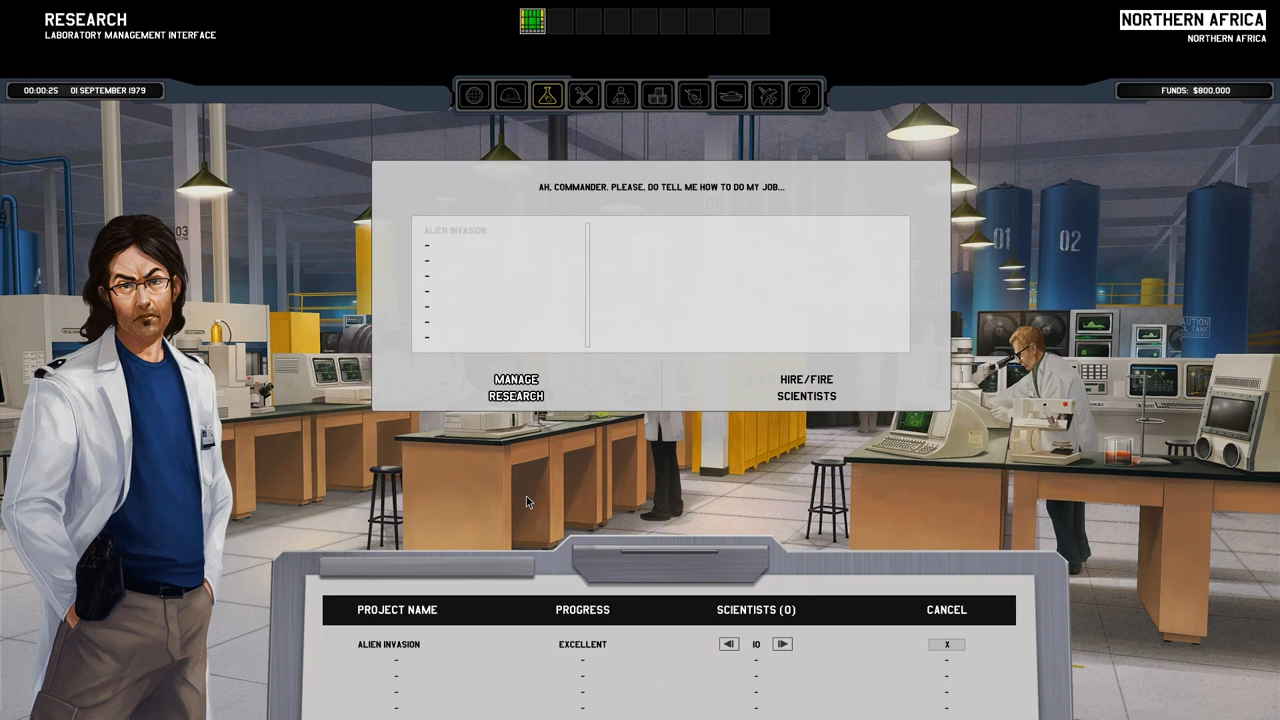 RESEARCH
LABORATORY MANAGEMENT INTERFACE
NORTHERN AFRICA
NORTHERN AFRICA
00:00:25 01 SEPTEMBER 1979
FUNDS: $800,000
AH, COMMANDER. PLEASE, DO TELL ME HOW TO DO MY JOB...
ALIEN INVASION
-
-
-
-
-
-
-
MANAGE
RESEARCH
HIRE/FIRE
SCIENTISTS
03
01
02
PROJECT NAME PROGRESS SCIENTISTS (0) CANCEL
ALIEN INVASION EXCELLENT 10 X
- - - -
- - - -
- - - -
- - - -